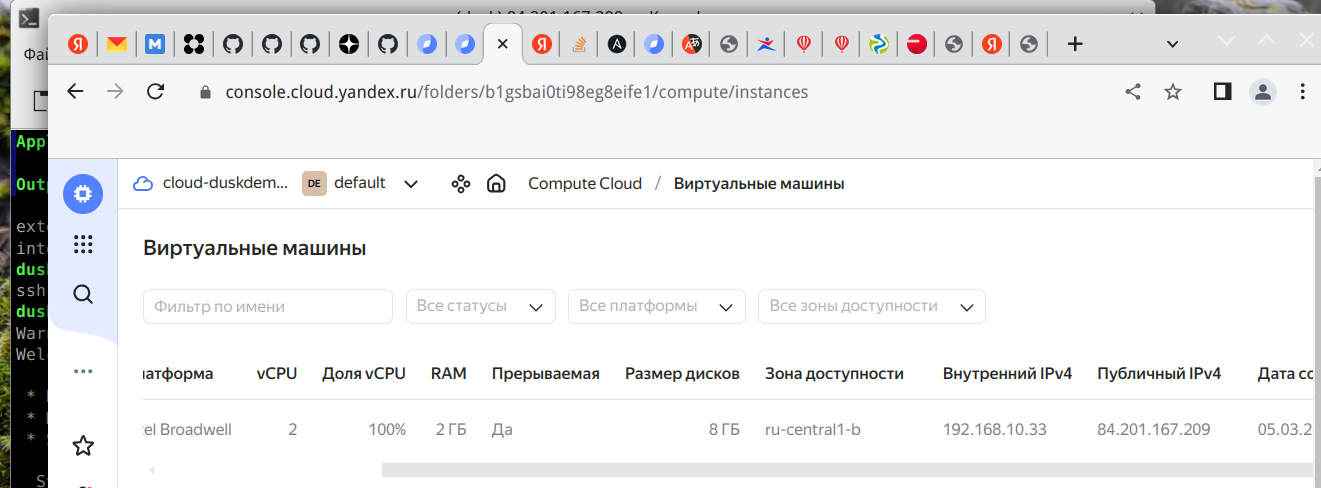 console.cloud.yandex.ru/folders/b1gsbai0ti98eg8eife1/compute/instances
cloud-duskdem... DE default Compute Cloud / Виртуальные машины
Виртуальные машины
Фильтр по имени Все статусы Все платформы Все зоны доступности
vCPU Доля vCPU RAM Прерываемая Размер дисков Зона доступности Внутренний IPv4 Публичный IPv4 Дата
Broadwell 2 100% 2 ГБ Да 8 ГБ ru-central1-b 192.168.10.33 84.201.167.209 05.03.2
ssh